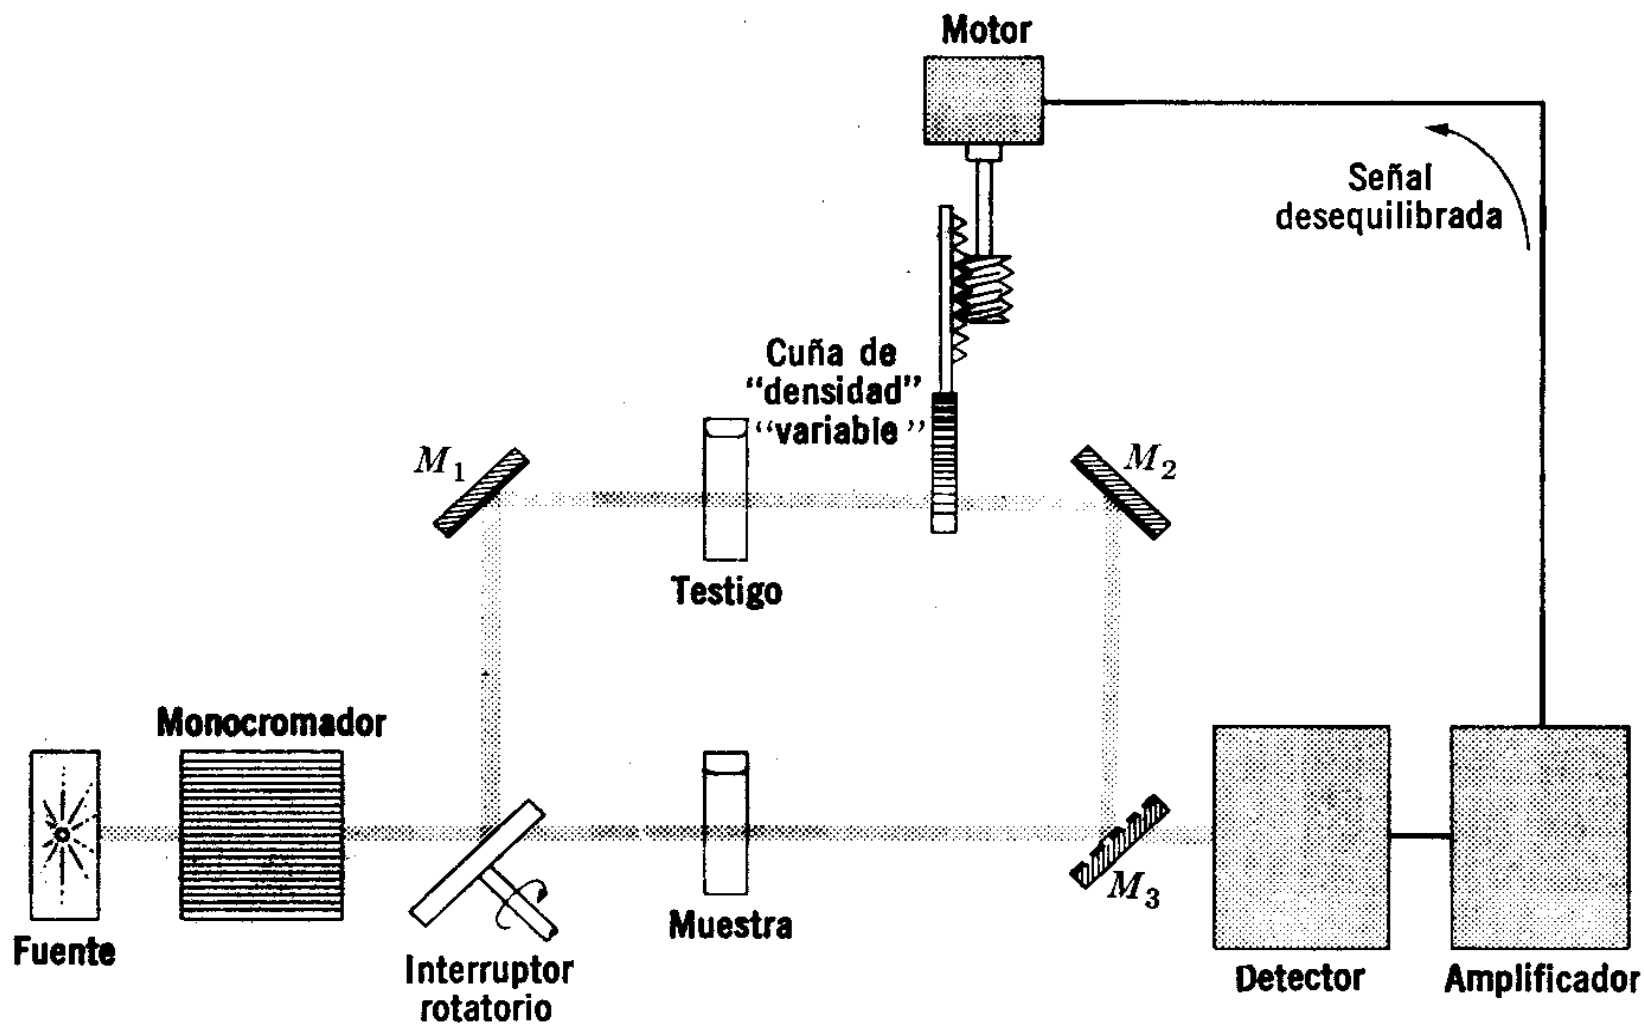 Motor
Señal
desequilibrada
Cuña de
“densidad”
“variable”
M1
M2
Testigo
Monocromador
Fuente
Interruptor
rotatorio
Muestra
M3
Detector
Amplificador